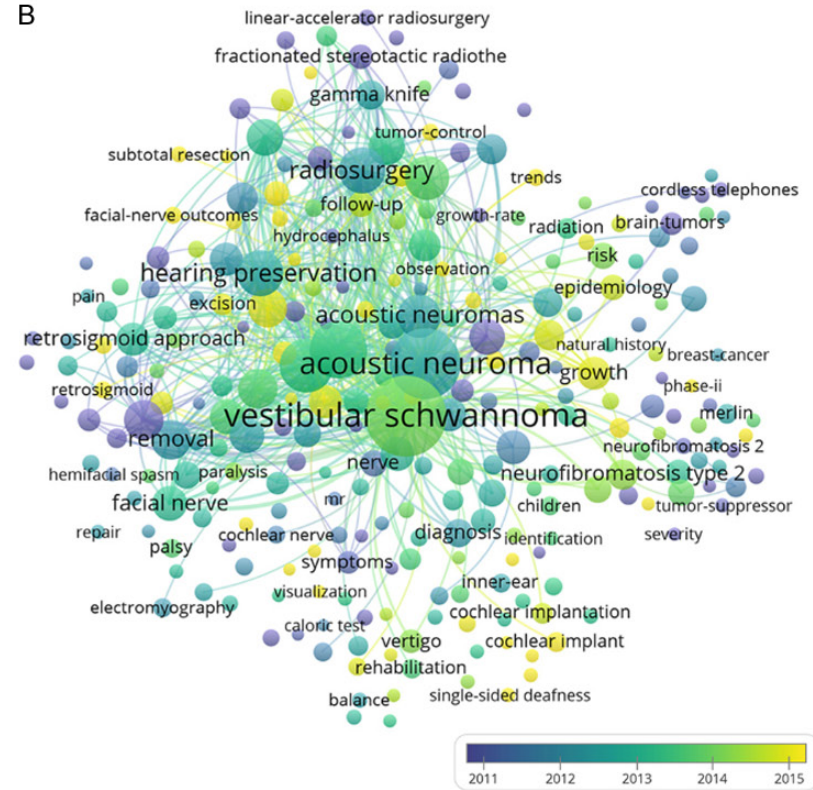 B
linear-accelerator radiosurgery
fractionated stereotactic radiothe
gamma knife
tumor-control
subtotal resection
radiosurgery
trends
cordless telephones
follow-up
facial-nerve outcomes
growth-rate
radiation
brain-tumors
hydrocephalus
risk
hearing preservation
observation
epidemiology
pain
excision
acoustic neuromas
retrosigmoid approach
natural history
breast-cancer
acoustic neuroma
growth
phase-ii
retrosigmoid
vestibular schwannoma
merlin
removal
neurofibromatosis 2
nerve
hemifacial spasm
paralysis
neurofibromatosis type 2
facial nerve
mr
children
tumor-suppressor
repair
cochlear nerve
diagnosis
identification
severity
palsy
symptoms
inner-ear
visualization
electromyography
cochlear implantation
caloric test
vertigo
cochlear implant
rehabilitation
balance
single-sided deafness
2011
2012
2013
2014
2015